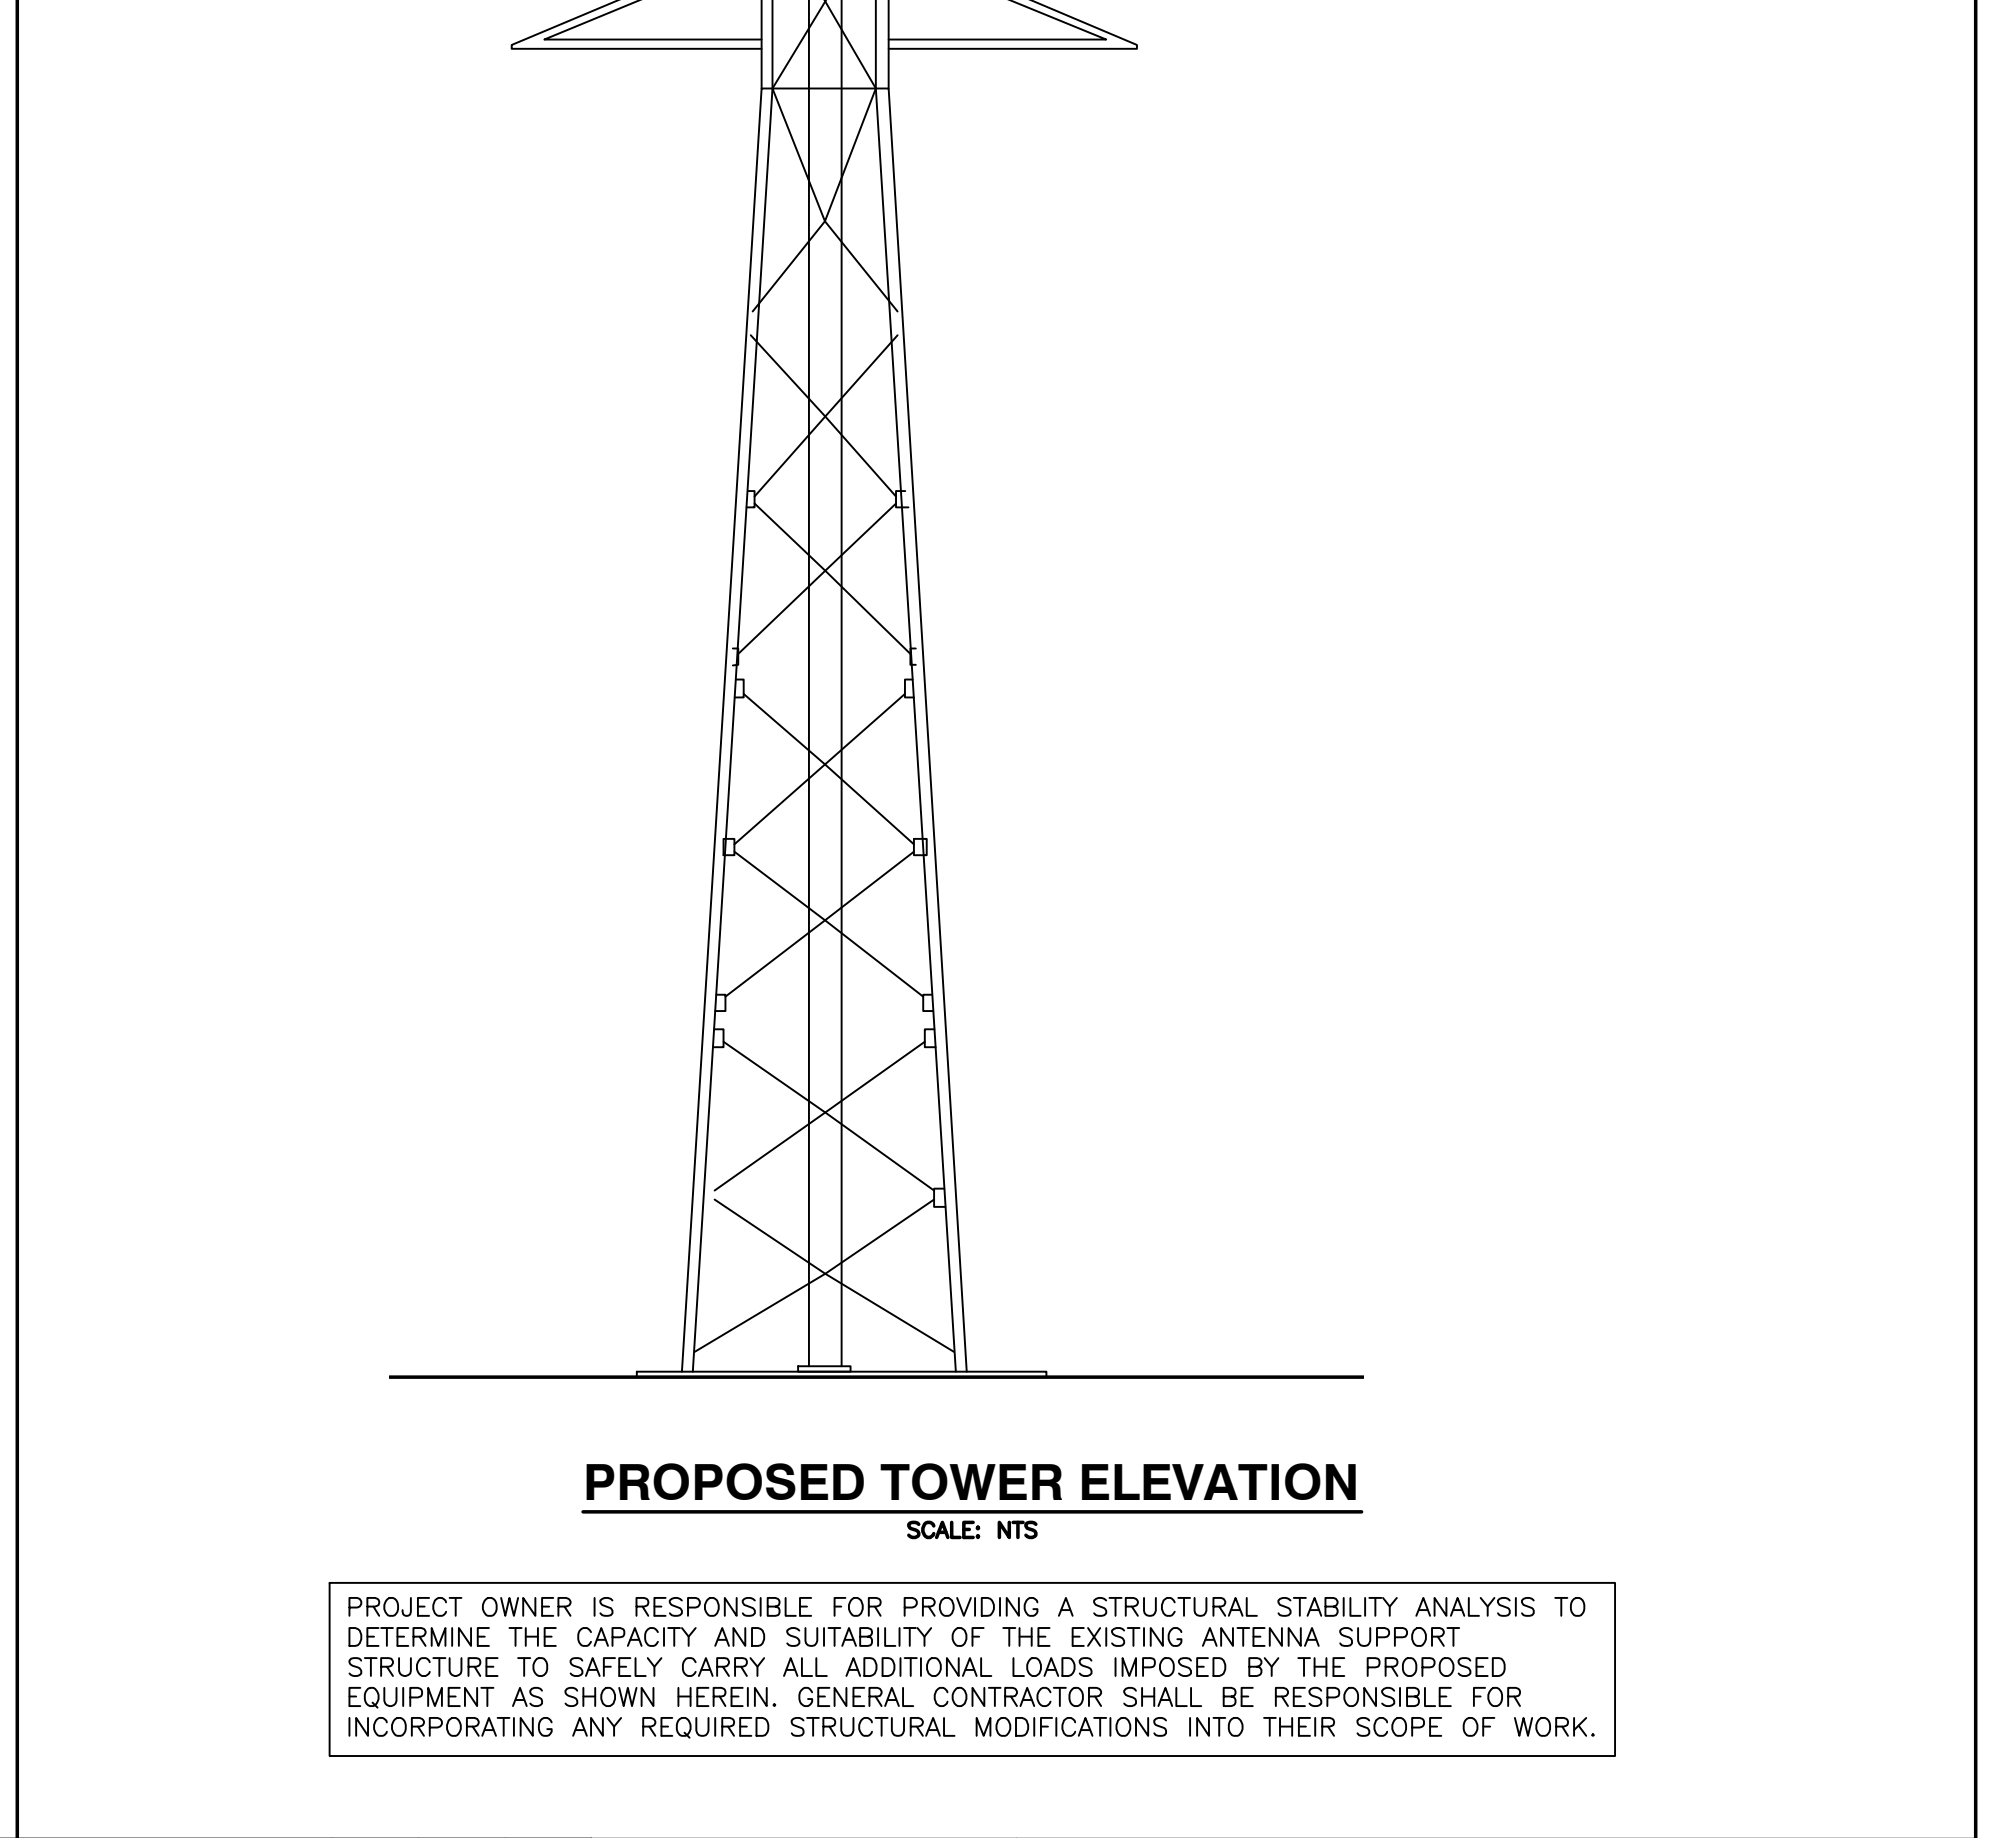 PROPOSED TOWER ELEVATION
SCALE: NTS
PROJECT OWNER IS RESPONSIBLE FOR PROVIDING A STRUCTURAL STABILITY ANALYSIS TO
DETERMINE THE CAPACITY AND SUITABILITY OF THE EXISTING ANTENNA SUPPORT
STRUCTURE TO SAFELY CARRY ALL ADDITIONAL LOADS IMPOSED BY THE PROPOSED
EQUIPMENT AS SHOWN HEREIN. GENERAL CONTRACTOR SHALL BE RESPONSIBLE FOR
INCORPORATING ANY REQUIRED STRUCTURAL MODIFICATIONS INTO THEIR SCOPE OF WORK.